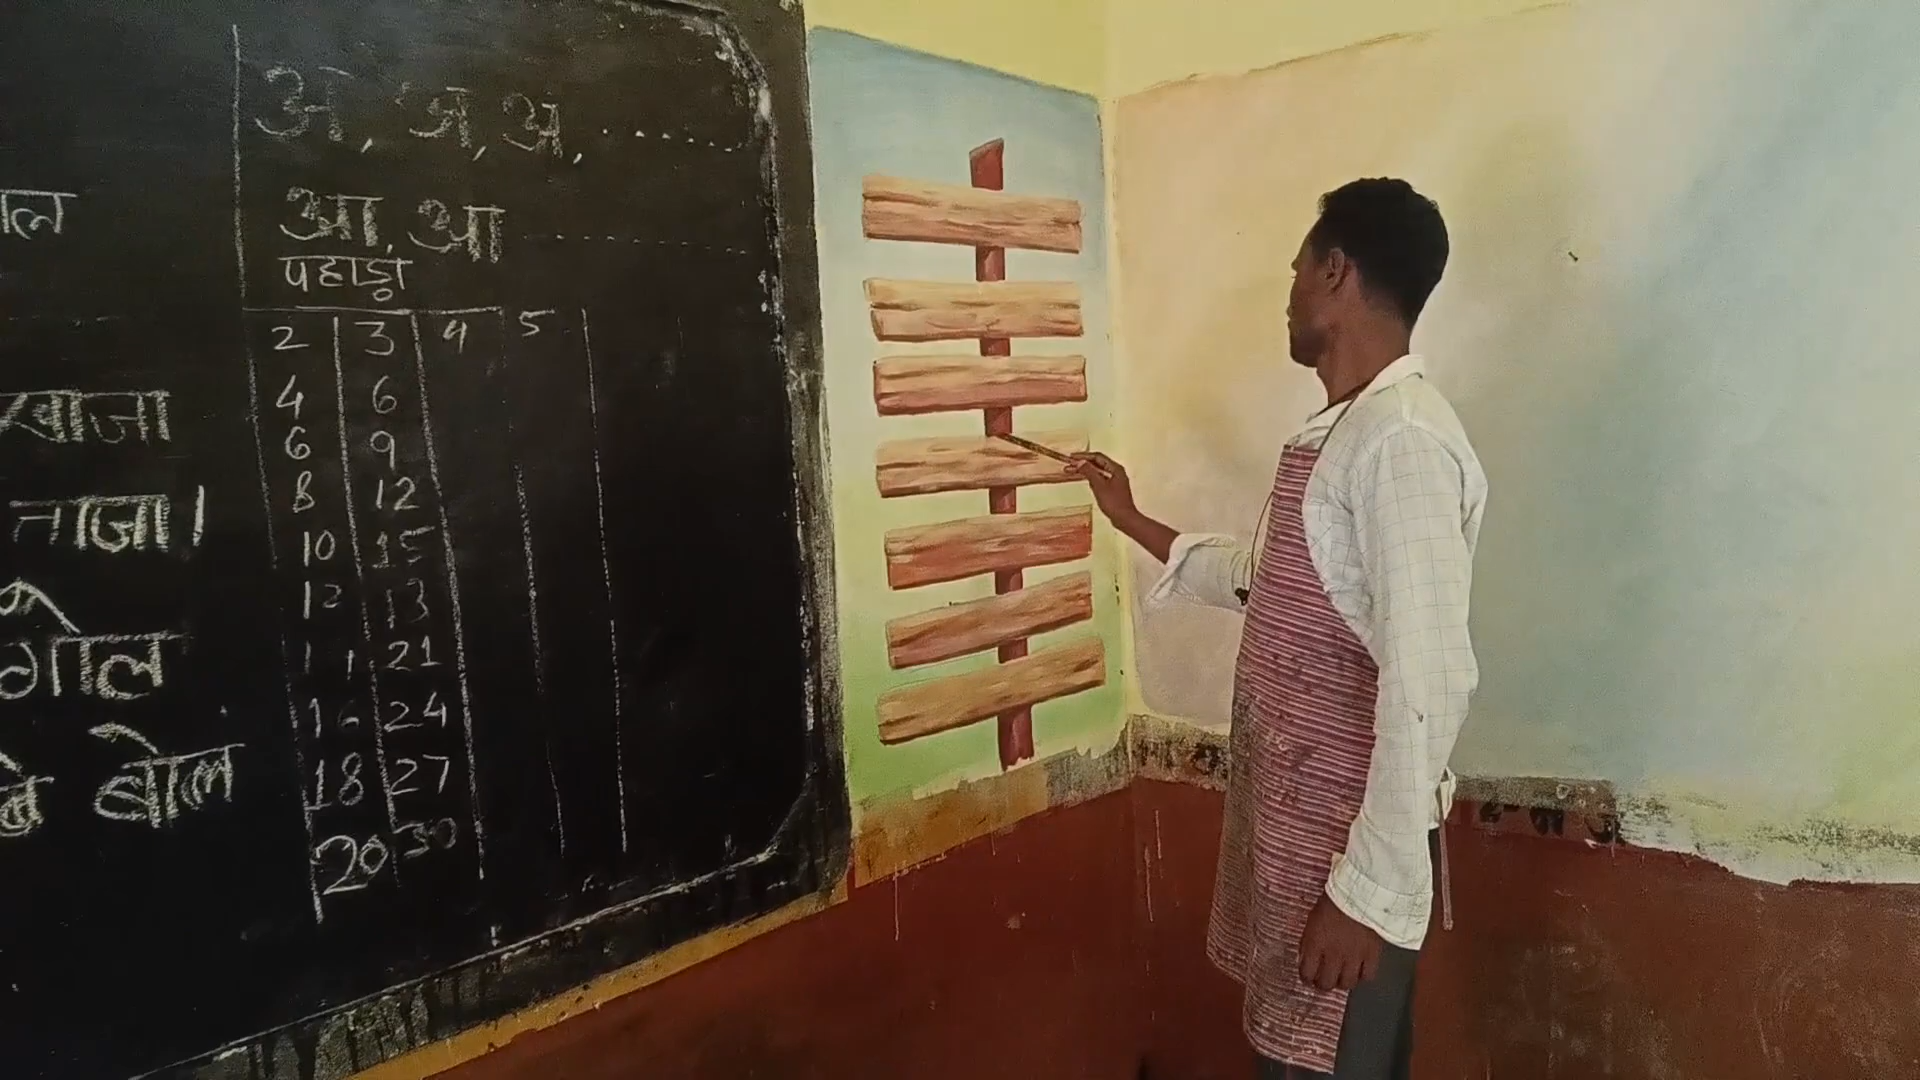 अ, अ, अ, ........
आ, आ ..............
पहाड़ा
2 3 4 5
4 6
6 9
8 12
10 15
12 13
21
16 24
18 27
20 30
खाजा
ताजा।
गोल
बोल